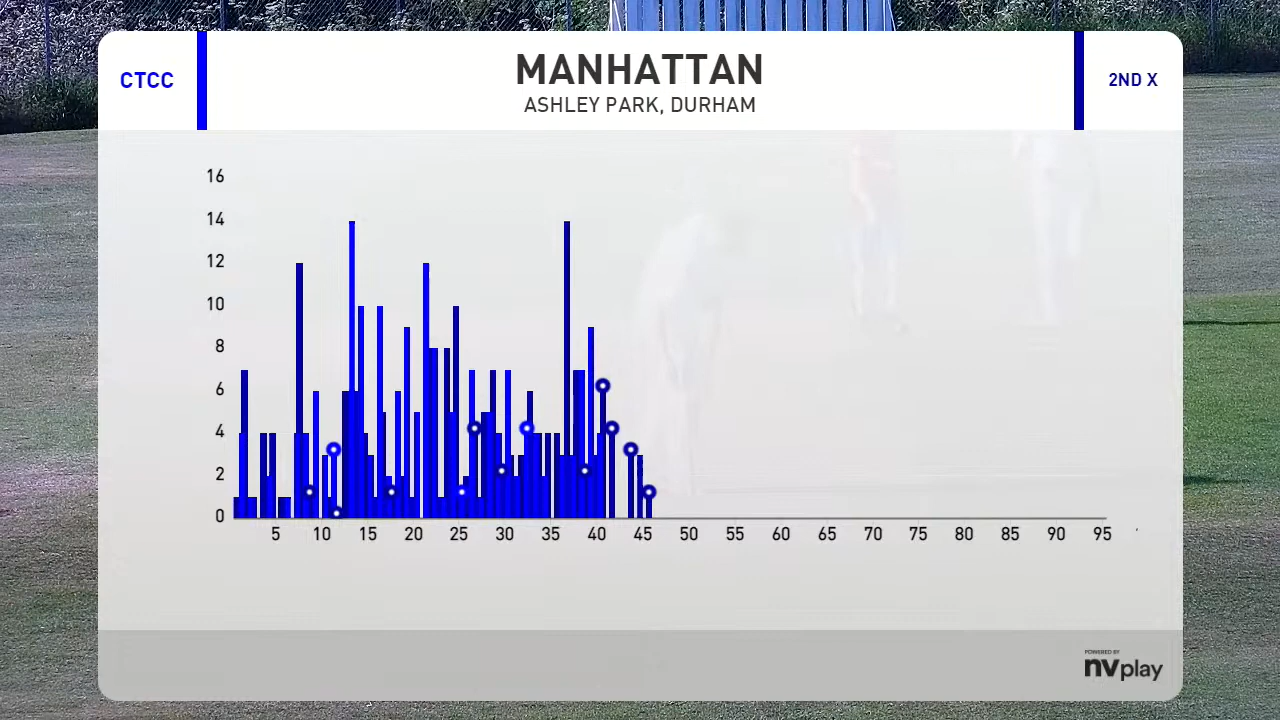 CTCC
MANHATTAN
ASHLEY PARK, DURHAM
2ND X
16
14
12
10
8
6
4
2
0
5 10 15 20 25 30 35 40 45 50 55 60 65 70 75 80 85 90 95
POWERED BY
nvplay